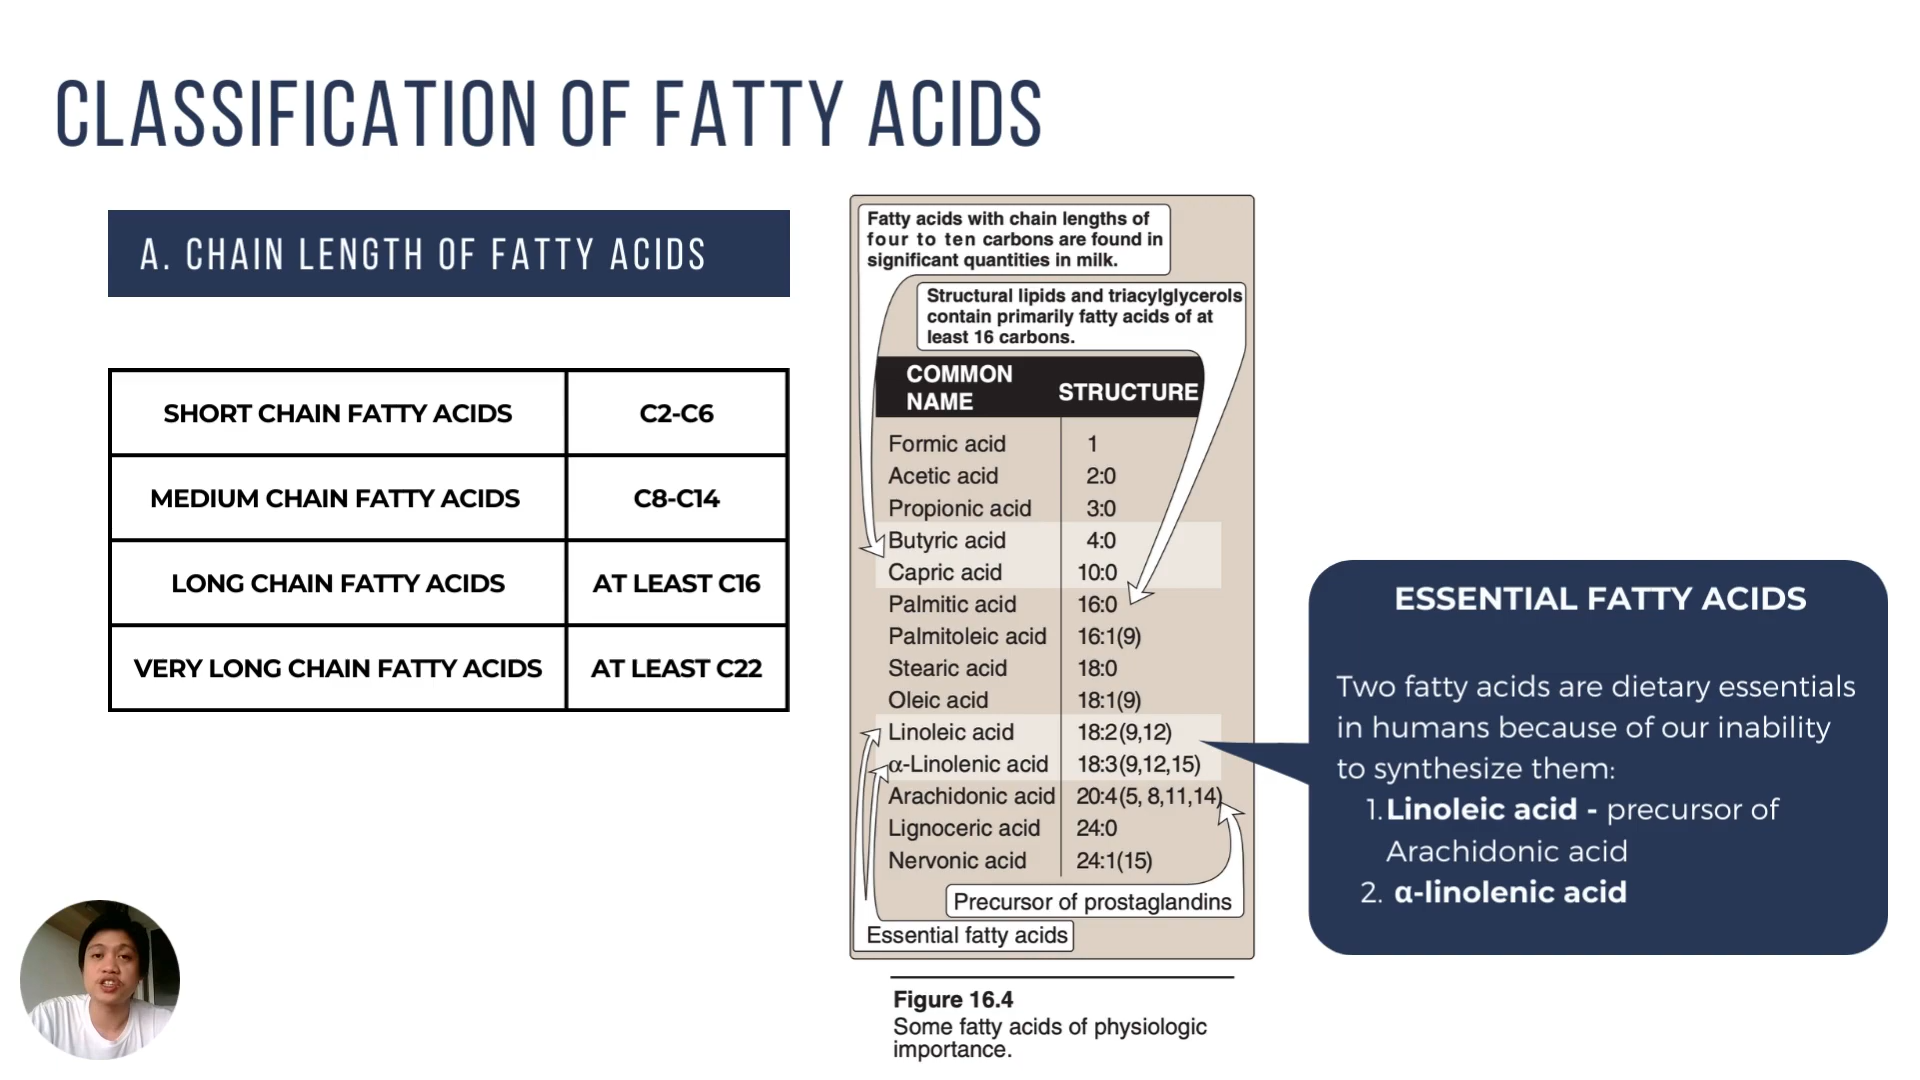 CLASSIFICATION OF FATTY ACIDS
A. CHAIN LENGTH OF FATTY ACIDS
SHORT CHAIN FATTY ACIDS C2-C6
MEDIUM CHAIN FATTY ACIDS C8-C14
LONG CHAIN FATTY ACIDS AT LEAST C16
VERY LONG CHAIN FATTY ACIDS AT LEAST C22
Fatty acids with chain lengths of
four to ten carbons are found in
significant quantities in milk.
Structural lipids and triacylglycerols
contain primarily fatty acids of at
least 16 carbons.
COMMON
NAME
STRUCTURE
Formic acid 1
Acetic acid 2:0
Propionic acid 3:0
Butyric acid 4:0
Capric acid 10:0
Palmitic acid 16:0
Palmitoleic acid 16:1(9)
Stearic acid 18:0
Oleic acid 18:1(9)
Linoleic acid 18:2(9,12)
α-Linolenic acid 18:3(9,12,15)
Arachidonic acid 20:4(5, 8,11,14)
Lignoceric acid 24:0
Nervonic acid 24:1(15)
Precursor of prostaglandins
Essential fatty acids
Figure 16.4
Some fatty acids of physiologic
importance.
ESSENTIAL FATTY ACIDS
Two fatty acids are dietary essentials
in humans because of our inability
to synthesize them:
1. Linoleic acid - precursor of
Arachidonic acid
2. α-linolenic acid